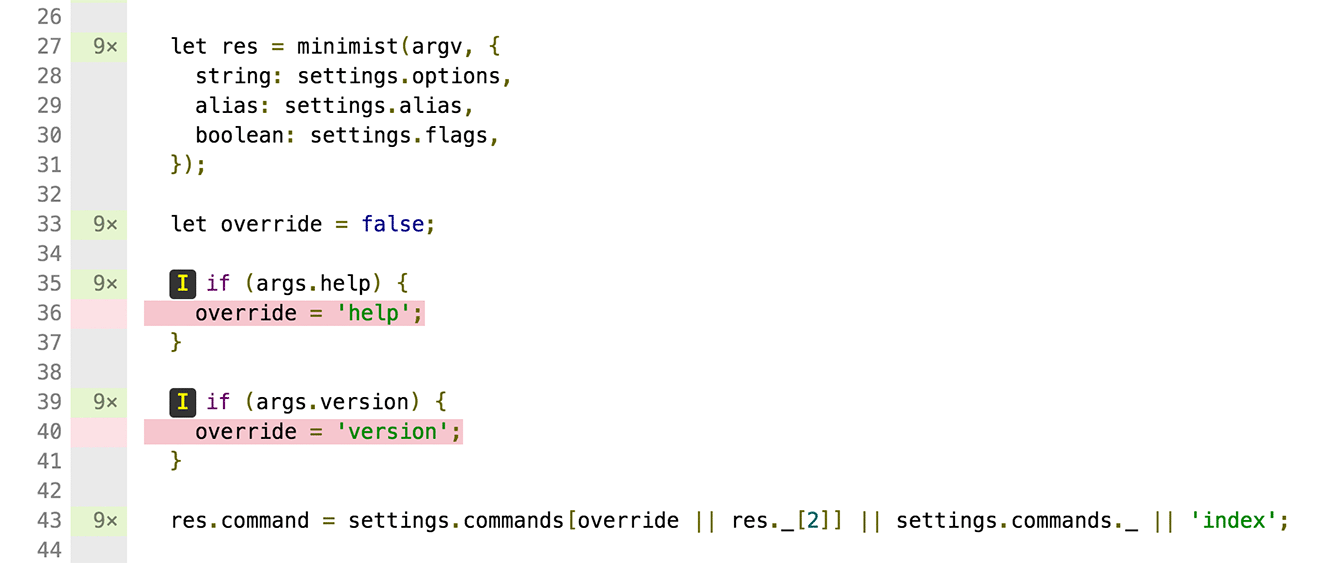 26
27 9× let res = minimist(argv, {
28 string: settings.options,
29 alias: settings.alias,
30 boolean: settings.flags,
31 });
32
33 9× let override = false;
34
35 9× I if (args.help) {
36 override = 'help';
37 }
38
39 9× I if (args.version) {
40 override = 'version';
41 }
42
43 9× res.command = settings.commands[override || res._[2]] || settings.commands._ || 'index';
44